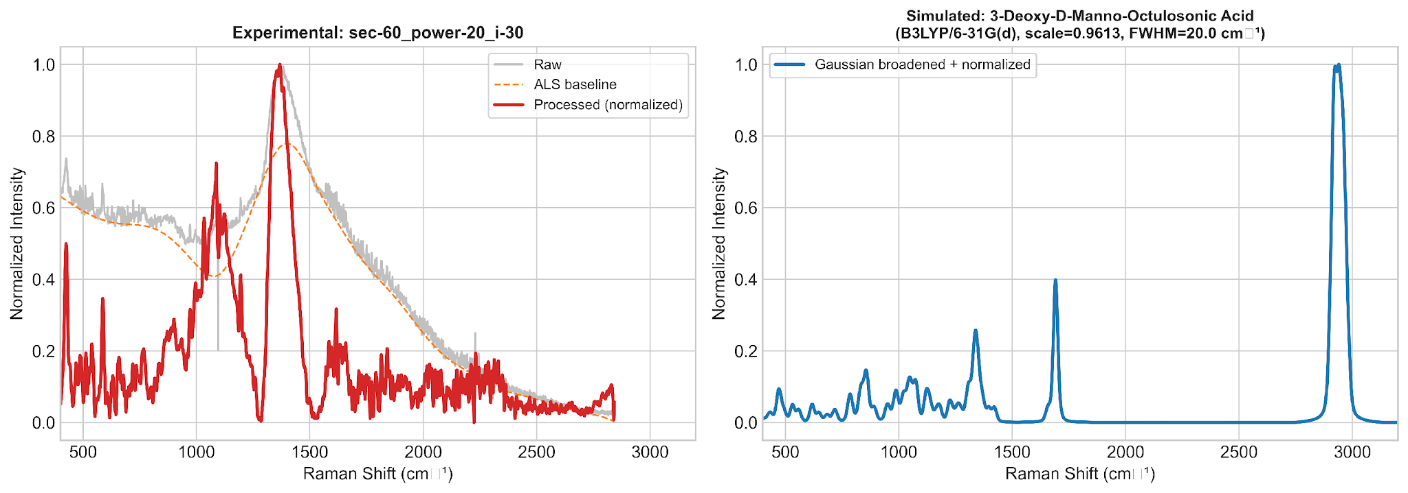 Experimental: sec-60_power-20_i-30
Raw
ALS baseline
Processed (normalized)
Normalized Intensity
1.0
0.8
0.6
0.4
0.2
0.0
500
1000
1500
2000
2500
3000
Raman Shift (cm□⁻¹)
Simulated: 3-Deoxy-D-Manno-Octulosonic Acid
(B3LYP/6-31G(d), scale=0.9613, FWHM=20.0 cm□¹)
Gaussian broadened + normalized
Normalized Intensity
1.0
0.8
0.6
0.4
0.2
0.0
500
1000
1500
2000
2500
3000
Raman Shift (cm□¹)